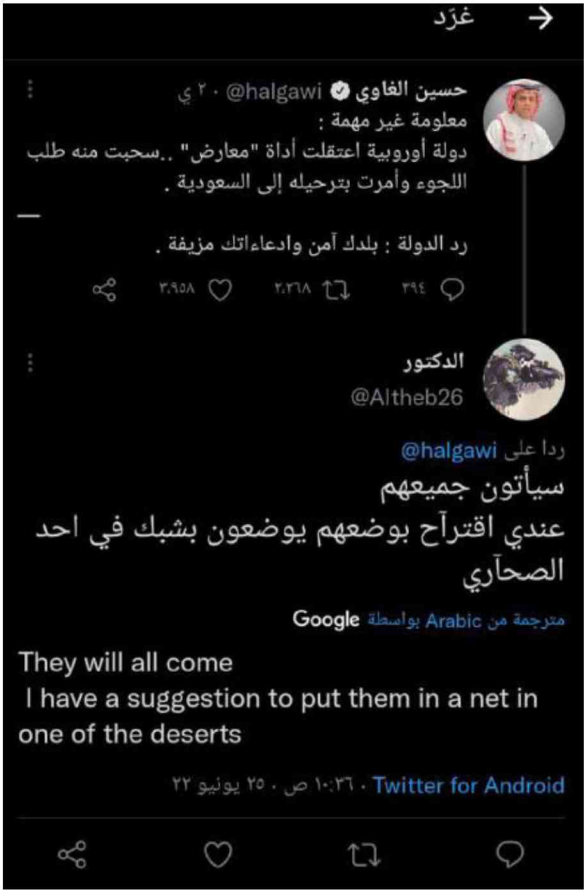 غرّد
حسين الغاوي @halgawi · ٢٠ ي
معلومة غير مهمة :
دولة أوروبية اعتقلت أداة "معارض" ..سحبت منه طلب
اللجوء وأمرت بترحيله إلى السعودية .
رد الدولة : بلدك آمن وادعاءاتك مزيفة .
٣٩٤ ٢،٢٦٨ ٣،٩٥٨
الدكتور
@Altheb26
ردا على @halgawi
سيأتون جميعهم
عندي اقترآح بوضعهم يوضعون بشبك في احد
الصحآري
مترجمة من Arabic بواسطة Google
They will all come
I have a suggestion to put them in a net in
one of the deserts
١٠:٣٦ ص · ٢٥ يونيو ٢٢ · Twitter for Android